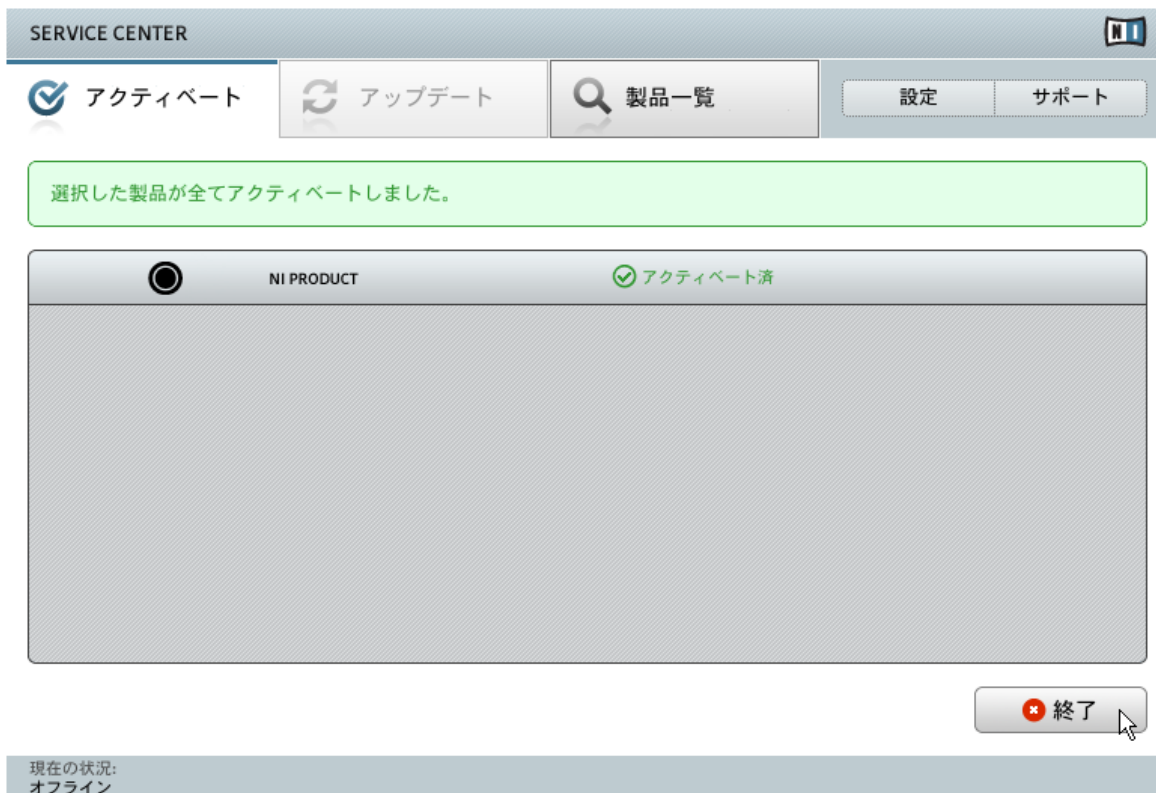 SERVICE CENTER
NI
アクティベート
アップデート
製品一覧
設定
サポート
選択した製品が全てアクティベートしました。
NI PRODUCT
アクティベート済
終了
現在の状況:
オフライン